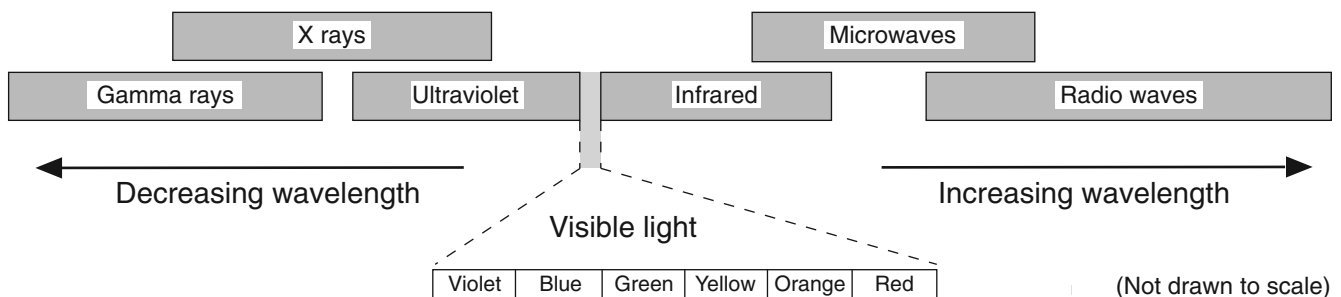 X rays
Microwaves
Gamma rays
Ultraviolet
Infrared
Radio waves
Decreasing wavelength
Increasing wavelength
Visible light
Violet
Blue
Green
Yellow
Orange
Red
(Not drawn to scale)